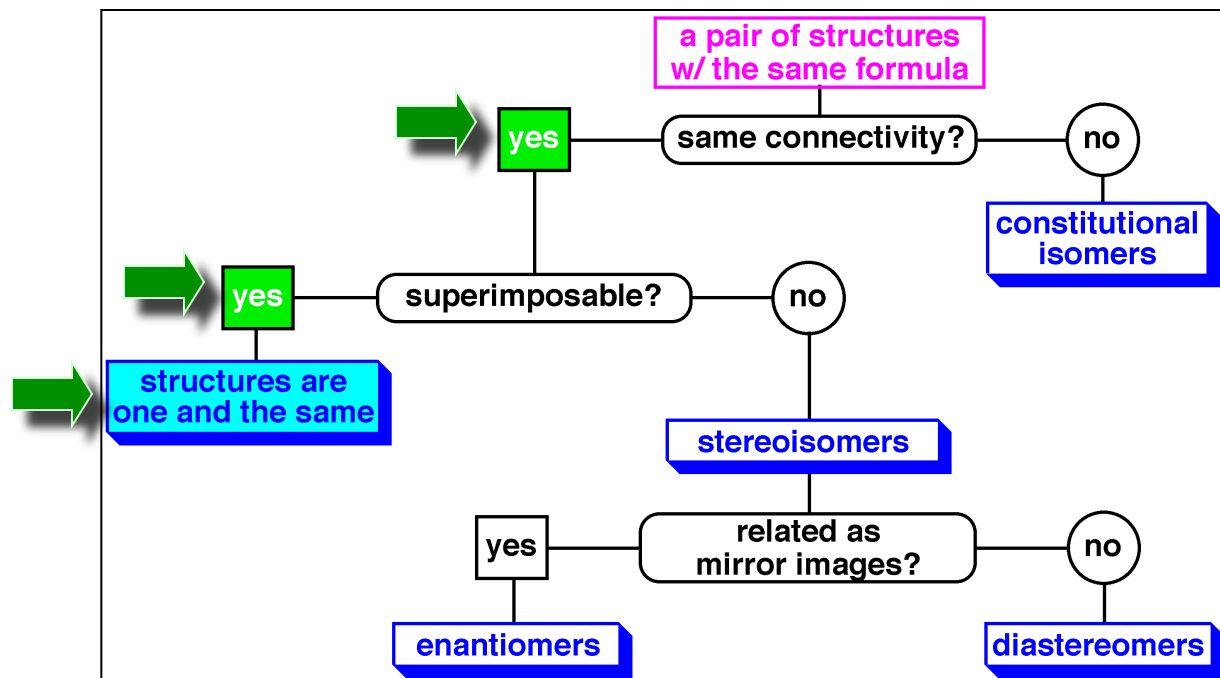 a pair of structures
w/ the same formula
yes
same connectivity?
no
constitutional
isomers
yes
superimposable?
no
structures are
one and the same
stereoisomers
yes
related as
mirror images?
no
enantiomers
diastereomers